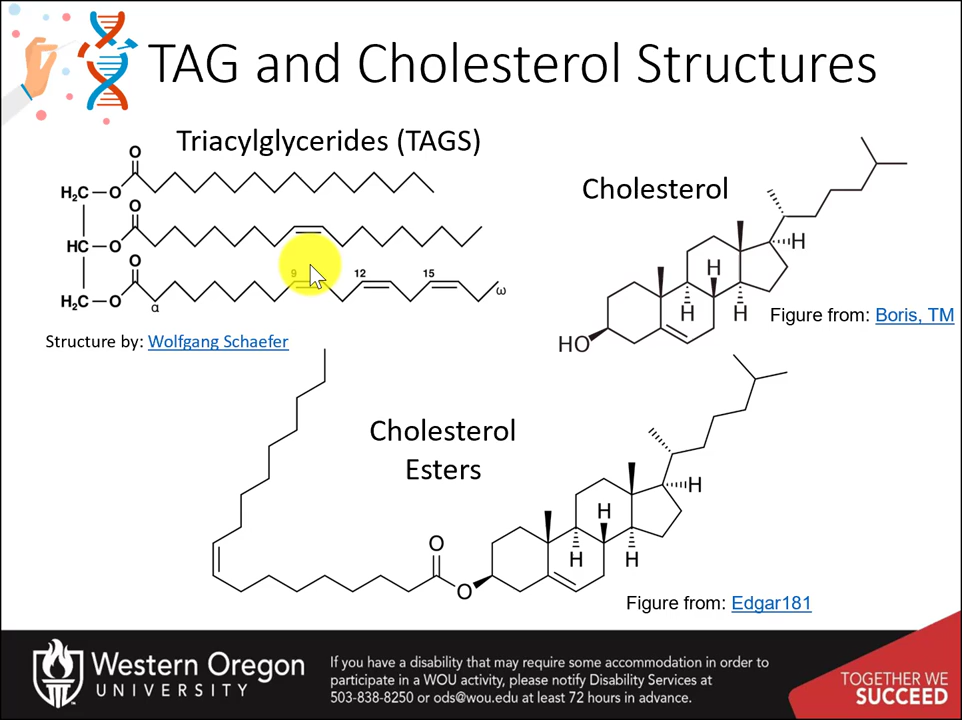 TAG and Cholesterol Structures
Triacylglycerides (TAGS)
O
H₂C O
O
HC O
O
H₂C O
α
9
12
15
ω
Structure by: Wolfgang Schaefer
Cholesterol
H
H
H
H
HO
Figure from: Boris, TM
Cholesterol
Esters
O
O
H
H
H
H
Figure from: Edgar181
Western Oregon
UNIVERSITY
If you have a disability that may require some accommodation in order to
participate in a WOU activity, please notify Disability Services at
503-838-8250 or ods@wou.edu at least 72 hours in advance.
TOGETHER WE
SUCCEED